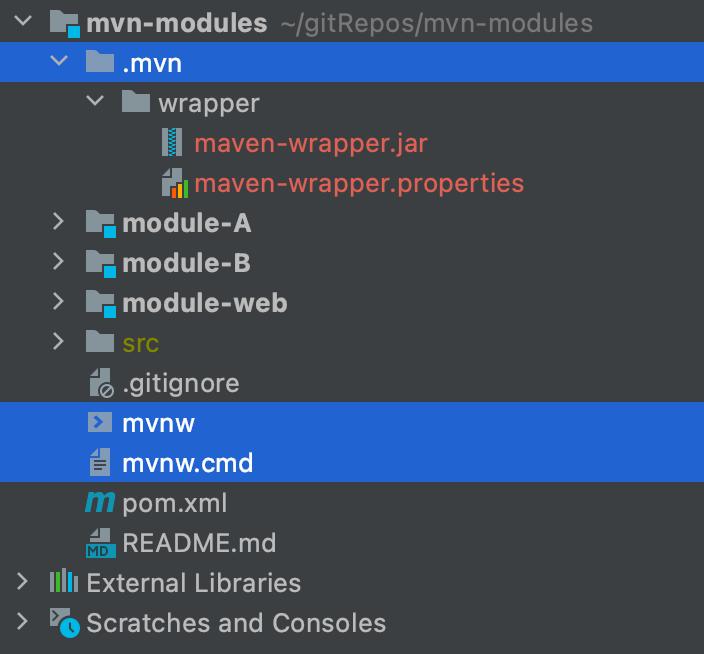 mvn-modules ~/gitRepos/mvn-modules
.mvn
wrapper
maven-wrapper.jar
maven-wrapper.properties
module-A
module-B
module-web
src
.gitignore
mvnw
mvnw.cmd
m pom.xml
MD README.md
External Libraries
Scratches and Consoles